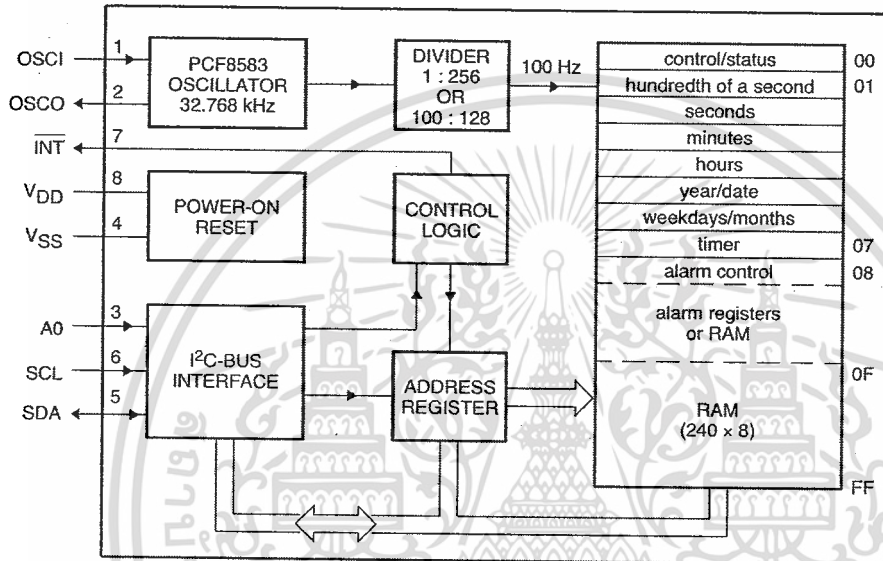 OSCI
1
OSCO
2
INT
7
VDD
8
VSS
4
A0
3
SCL
6
SDA
5
PCF8583
OSCILLATOR
32.768 kHz
DIVIDER
1 : 256
OR
100 : 128
100 Hz
POWER-ON
RESET
CONTROL
LOGIC
I²C-BUS
INTERFACE
ADDRESS
REGISTER
control/status
00
hundredth of a second
01
seconds
minutes
hours
year/date
weekdays/months
timer
07
alarm control
08
alarm registers
or RAM
0F
RAM
(240 × 8)
FF